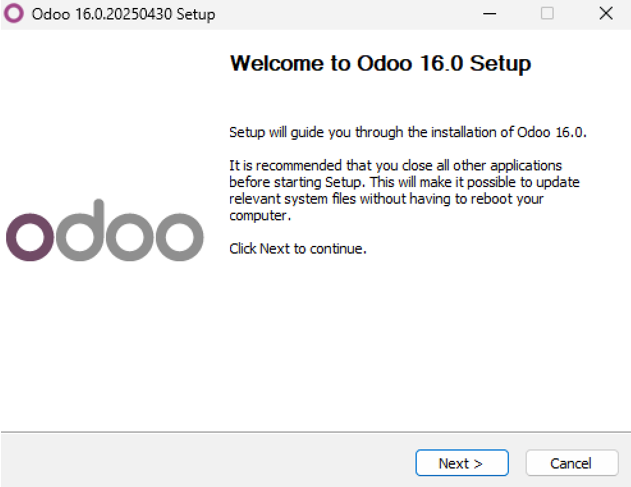 Odoo 16.0.20250430 Setup
Welcome to Odoo 16.0 Setup
Setup will guide you through the installation of Odoo 16.0.
It is recommended that you close all other applications
before starting Setup. This will make it possible to update
relevant system files without having to reboot your
computer.
Click Next to continue.
odoo
Next >
Cancel